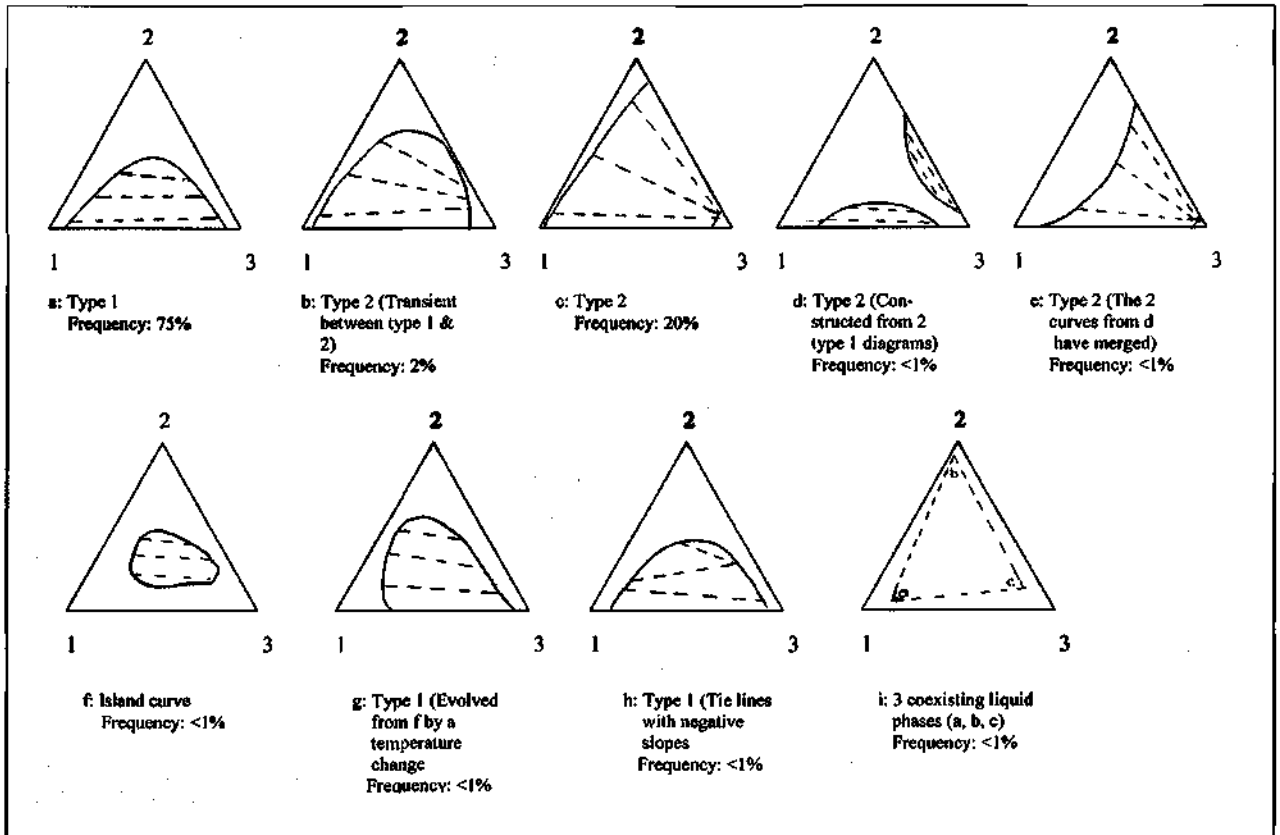 2 2 2 2 2
1 3 1 3 1 3 1 3 1 3
a: Type 1
Frequency: 75%
b: Type 2 (Transient
between type 1 &
2)
Frequency: 2%
c: Type 2
Frequency: 20%
d: Type 2 (Con-
structed from 2
type 1 diagrams)
Frequency: <1%
e: Type 2 (The 2
curves from d
have merged)
Frequency: <1%
2 2 2 2
b
a c
1 3 1 3 1 3 1 3
f: Island curve
Frequency: <1%
g: Type 1 (Evolved
from f by a
temperature
change
Frequency: <1%
h: Type 1 (Tie lines
with negative
slopes
Frequency: <1%
i: 3 coexisting liquid
phases (a, b, c)
Frequency: <1%